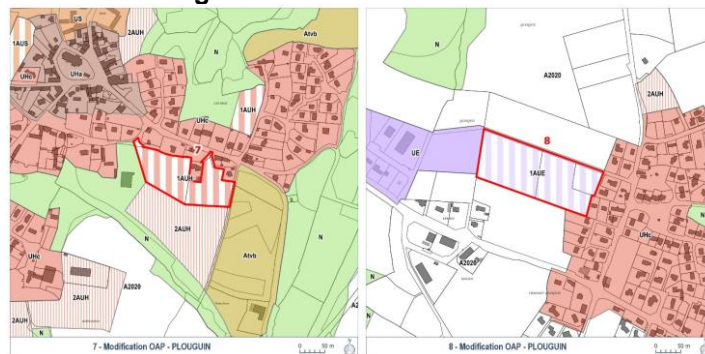 US
2AUH
N
Atvb
1AUS
UHa
UHc
1AUH
UHc
7
1AUH
2AUH
N
N
UHc
Atvb
2AUH
A2020
2AUH
N
N
7 - Modification OAP - PLOUGUIN
0 50 m
N
A2020
2AUH
8
UE
1AUE
N
A2020
UHc
N
8 - Modification OAP - PLOUGUIN
0 50 m